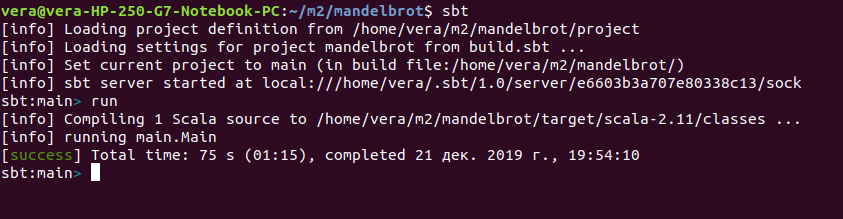 vera@vera-HP-250-G7-Notebook-PC:~/m2/mandelbrot$ sbt
[info] Loading project definition from /home/vera/m2/mandelbrot/project
[info] Loading settings for project mandelbrot from build.sbt ...
[info] Set current project to main (in build file:/home/vera/m2/mandelbrot/)
[info] sbt server started at local:///home/vera/.sbt/1.0/server/e6603b3a707e80338c13/sock
sbt:main> run
[info] Compiling 1 Scala source to /home/vera/m2/mandelbrot/target/scala-2.11/classes ...
[info] running main.Main
[success] Total time: 75 s (01:15), completed 21 дек. 2019 г., 19:54:10
sbt:main>